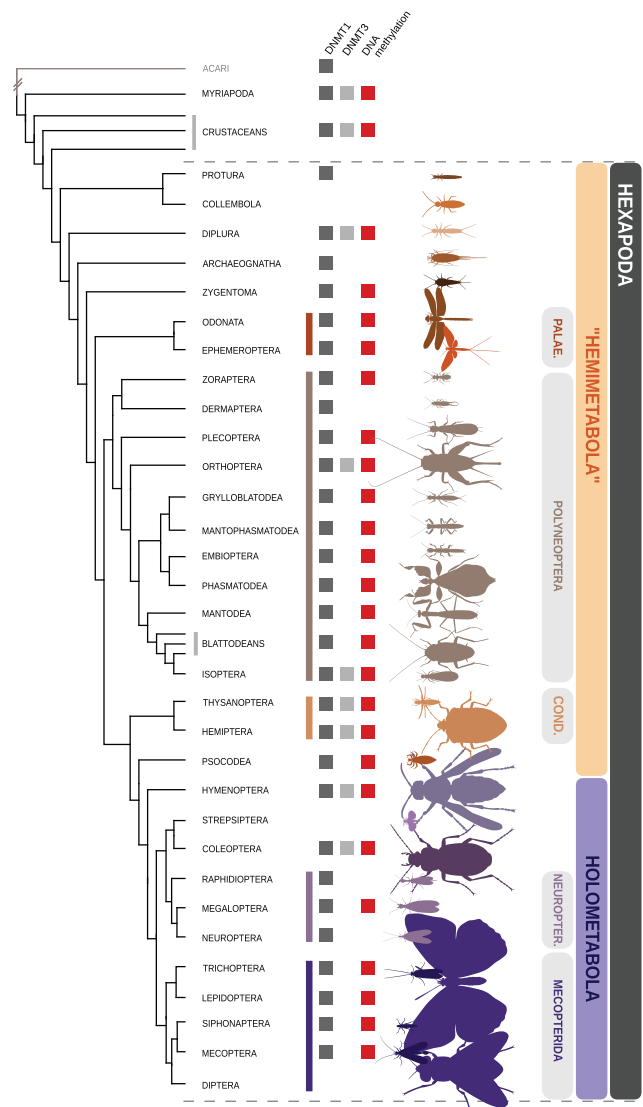 DNMT1
DNMT3
DNA
methylation
ACARI
MYRIAPODA
CRUSTACEANS
PROTURA
COLLEMBOLA
DIPLURA
ARCHAEOGNATHA
ZYGENTOMA
ODONATA
EPHEMEROPTERA
ZORAPTERA
DERMAPTERA
PLECOPTERA
ORTHOPTERA
GRYLLOBLATODEA
MANTOPHASMATODEA
EMBIOPTERA
PHASMATODEA
MANTODEA
BLATTODEANS
ISOPTERA
THYSANOPTERA
HEMIPTERA
PSOCODEA
HYMENOPTERA
STREPSIPTERA
COLEOPTERA
RAPHIDIOPTERA
MEGALOPTERA
NEUROPTERA
TRICHOPTERA
LEPIDOPTERA
SIPHONAPTERA
MECOPTERA
DIPTERA
PALAE.
POLYNEOPTERA
COND.
NEUROPTER.
MECOPTERIDA
"HEMIMETABOLA"
HOLOMETABOLA
HEXAPODA